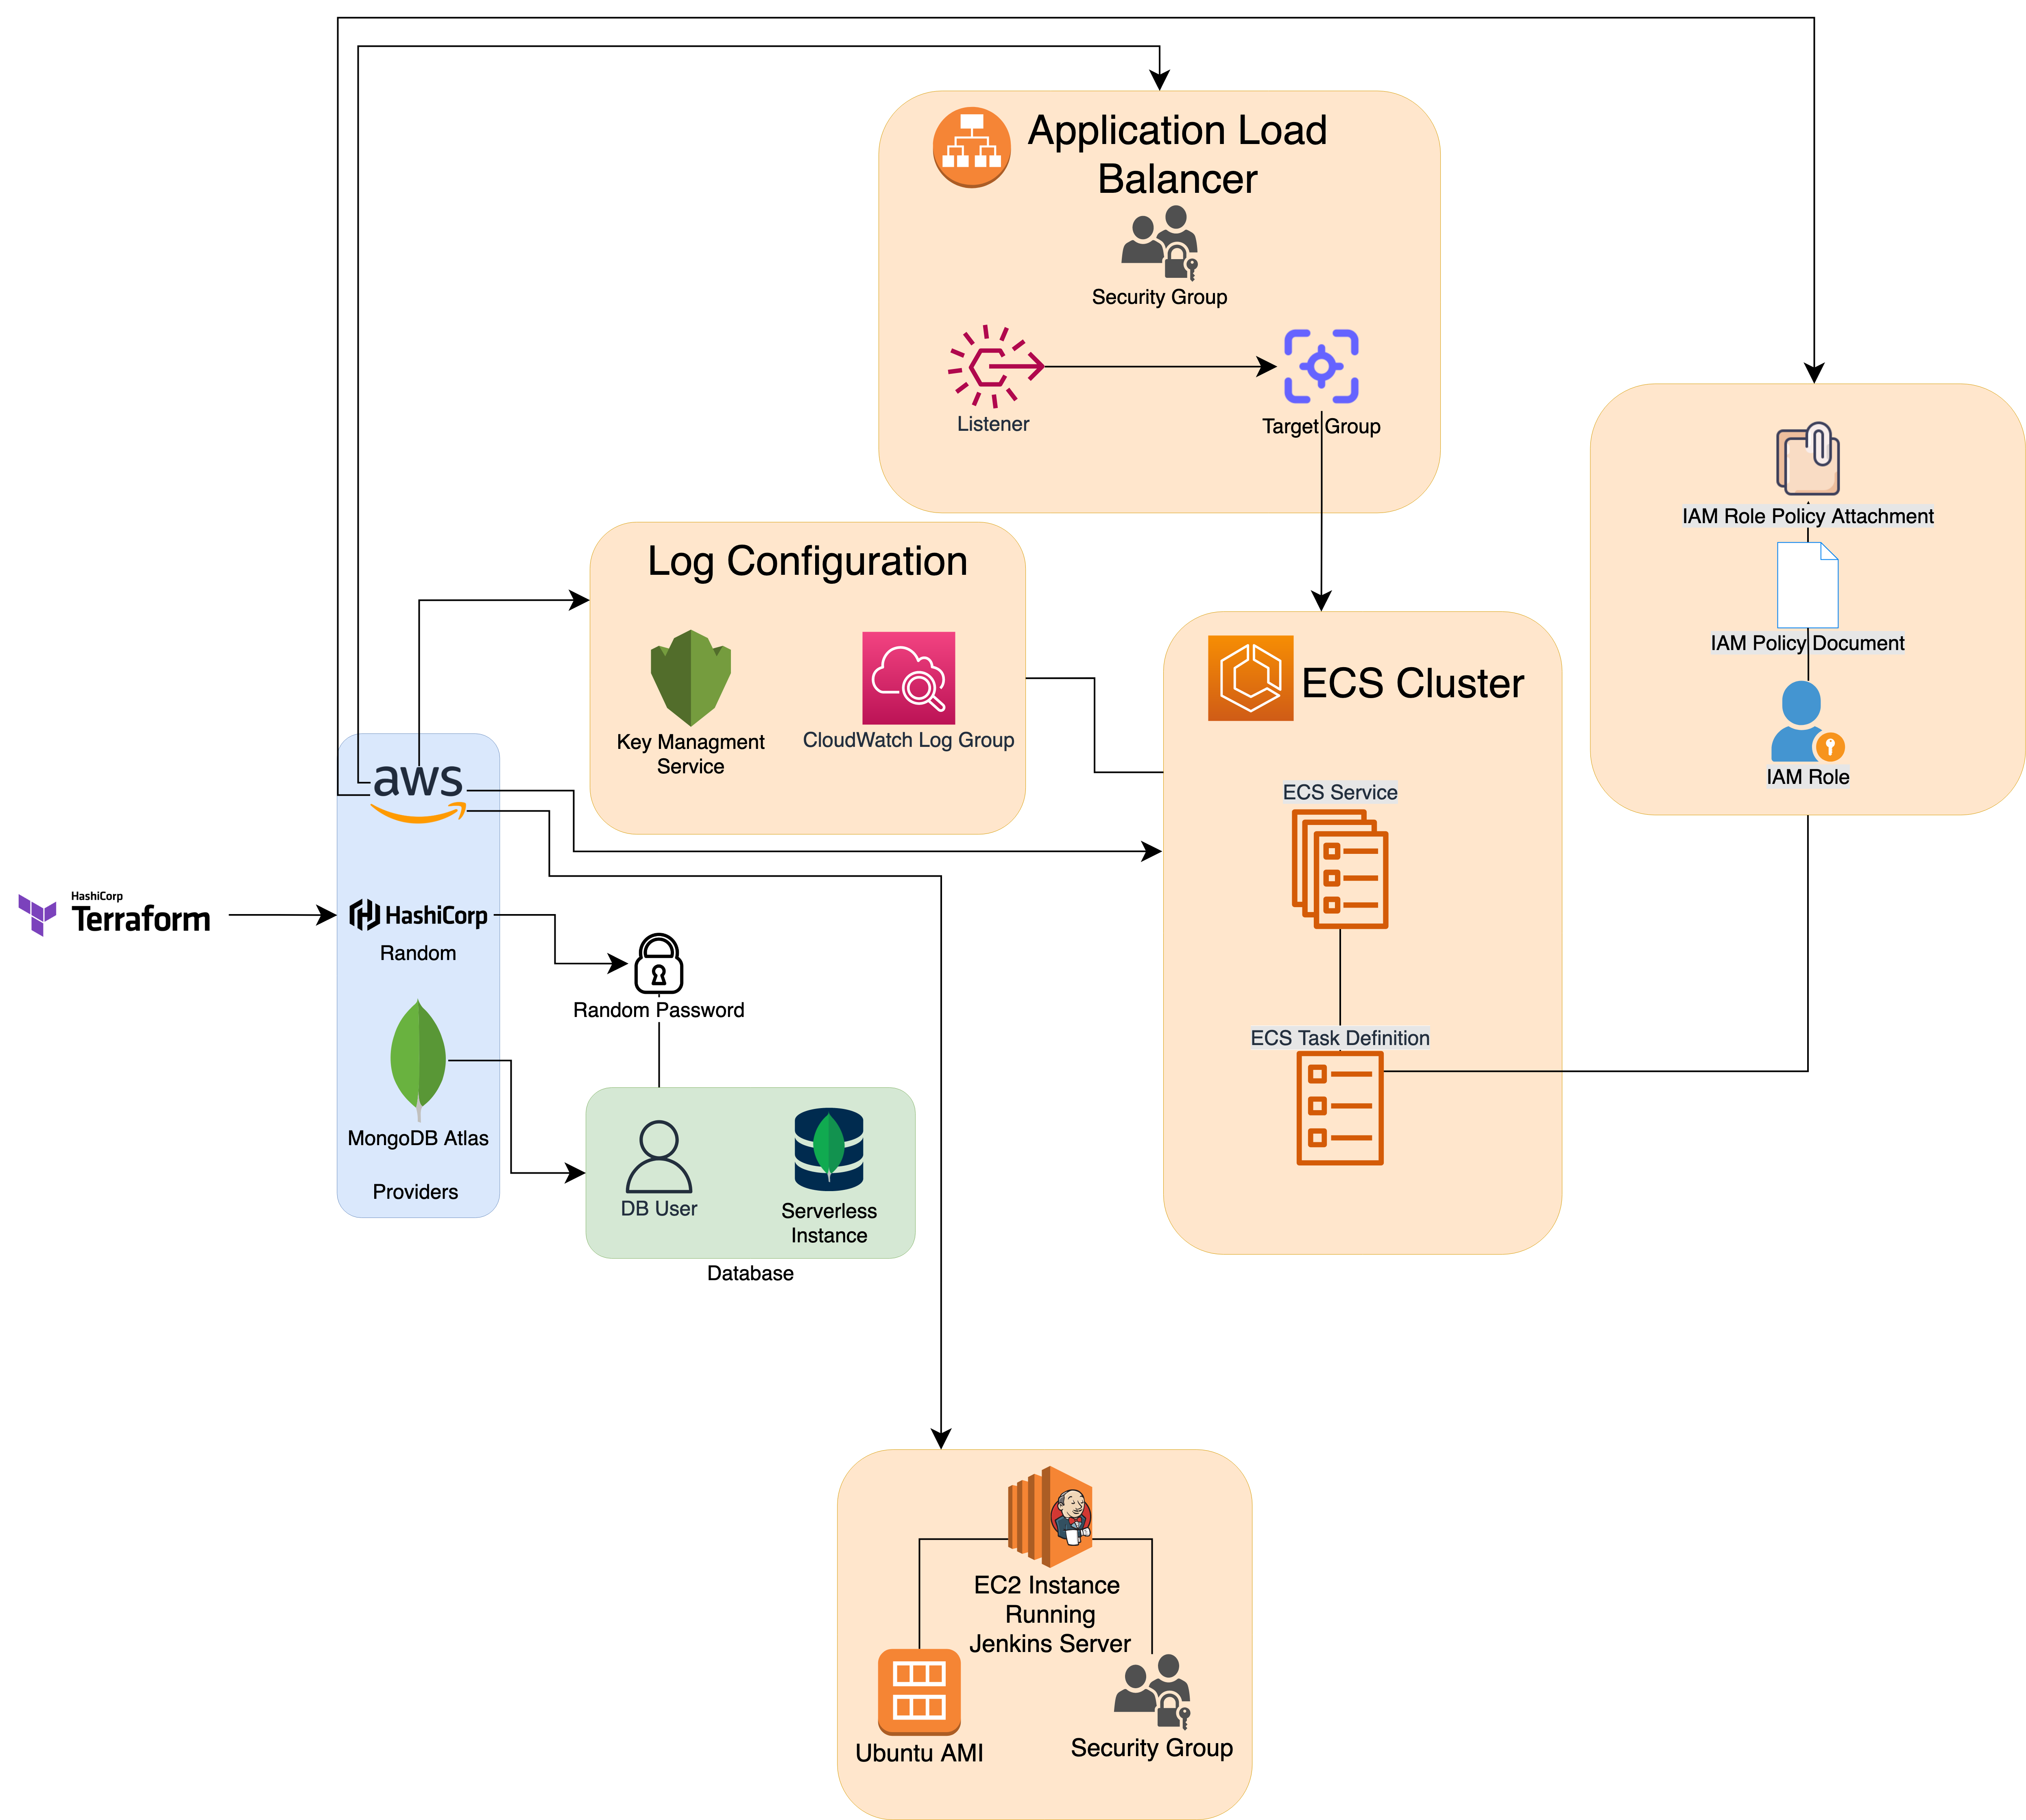 Application Load
Balancer
Security Group
Listener
Target Group
IAM Role Policy Attachment
IAM Policy Document
IAM Role
Log Configuration
Key Managment
Service
CloudWatch Log Group
ECS Cluster
ECS Service
ECS Task Definition
aws
HashiCorp
Terraform
HashiCorp
Random
MongoDB Atlas
Providers
Random Password
DB User
Serverless
Instance
Database
EC2 Instance
Running
Jenkins Server
Ubuntu AMI
Security Group